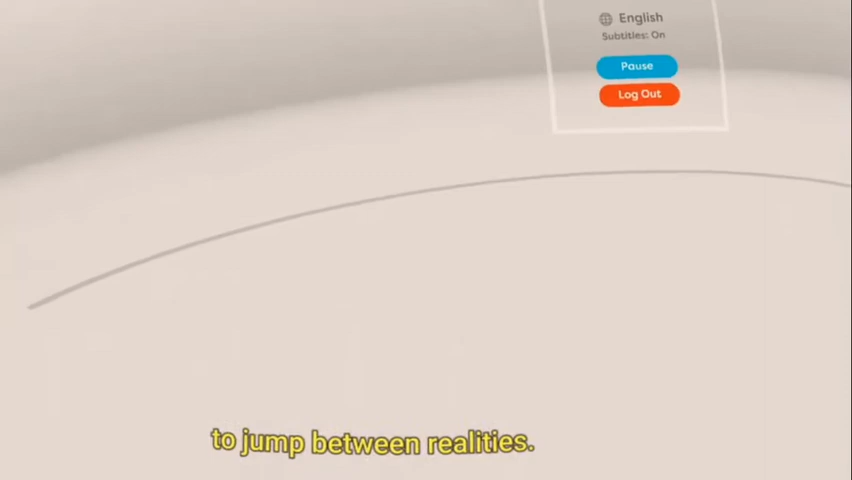 English
Subtitles: On
Pause
Log Out
to jump between realities.